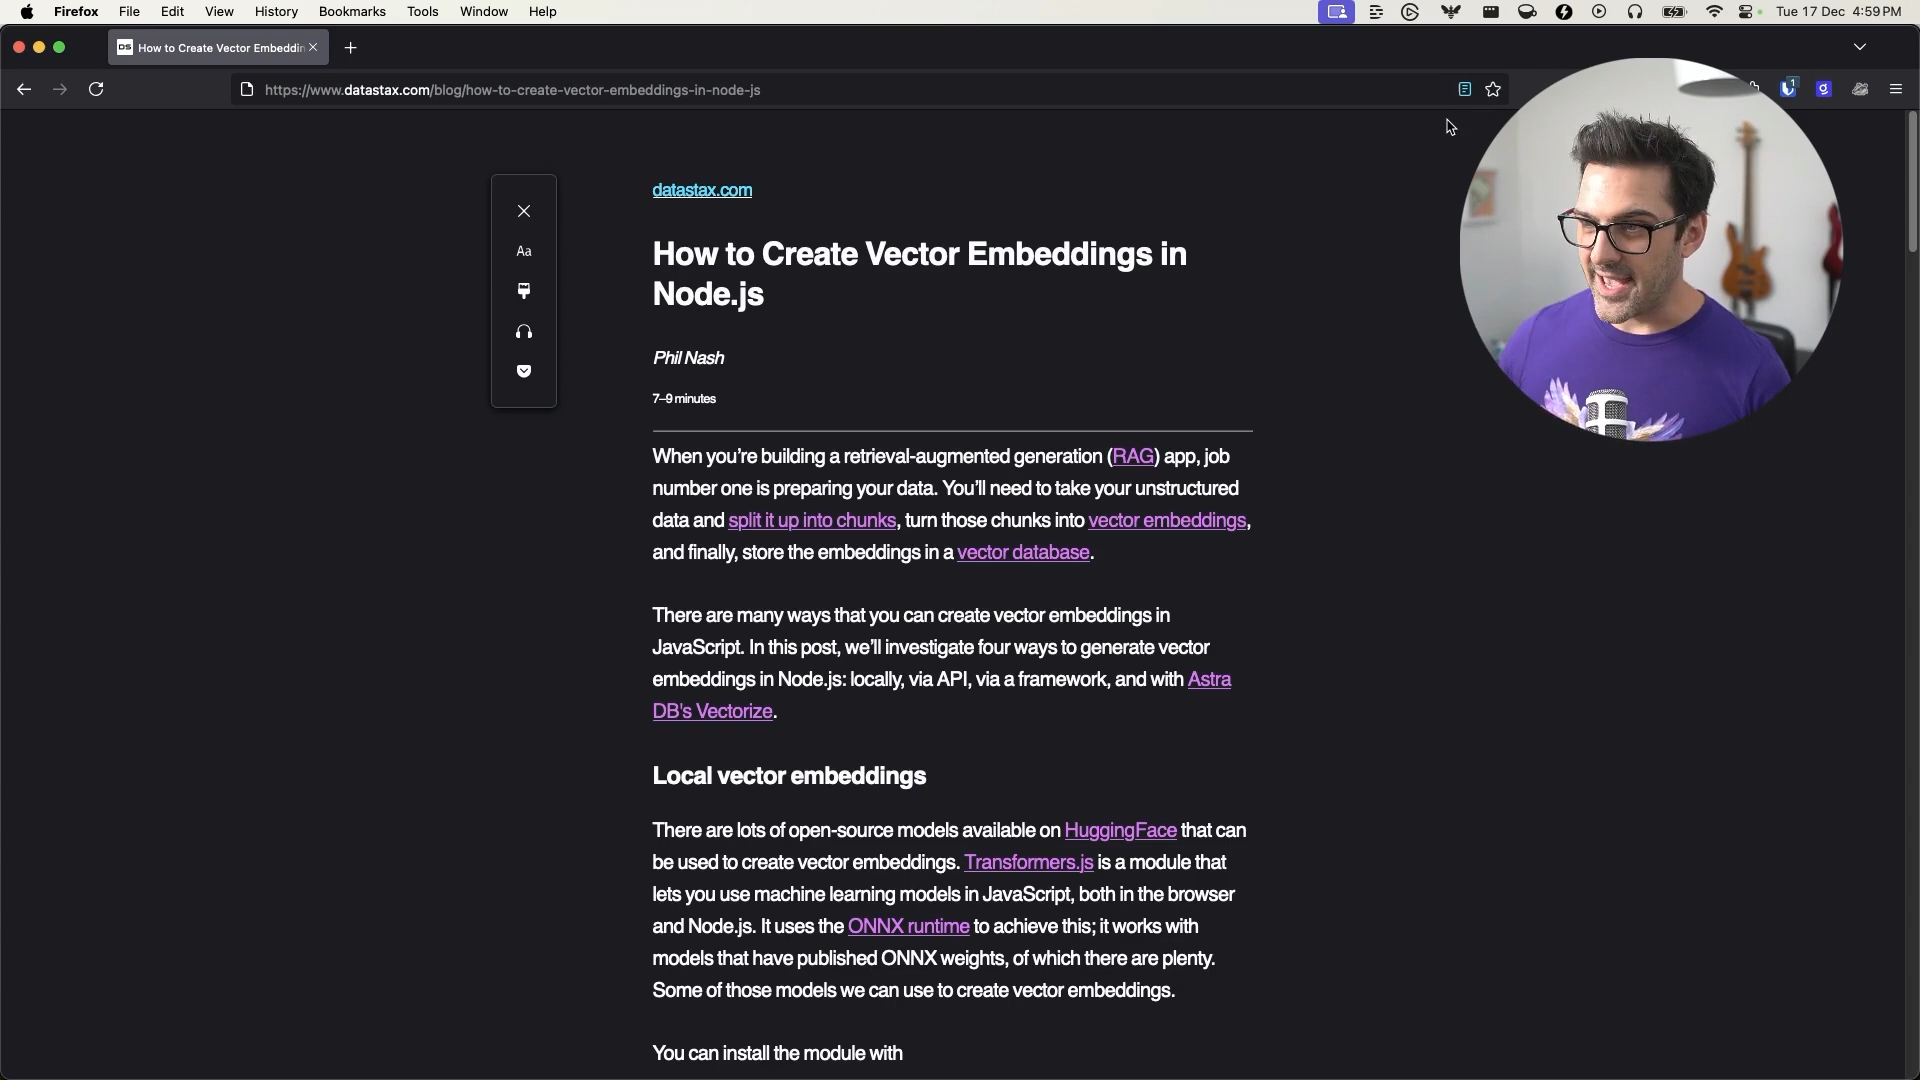 Firefox File Edit View History Bookmarks Tools Window Help
Tue 17 Dec 4:59 PM
DS How to Create Vector Embeddin
https://www.datastax.com/blog/how-to-create-vector-embeddings-in-node-js
1
g
Aa
datastax.com
How to Create Vector Embeddings in
Node.js
Phil Nash
7–9 minutes
When you’re building a retrieval-augmented generation (RAG) app, job
number one is preparing your data. You’ll need to take your unstructured
data and split it up into chunks, turn those chunks into vector embeddings,
and finally, store the embeddings in a vector database.
There are many ways that you can create vector embeddings in
JavaScript. In this post, we’ll investigate four ways to generate vector
embeddings in Node.js: locally, via API, via a framework, and with Astra
DB's Vectorize.
Local vector embeddings
There are lots of open-source models available on HuggingFace that can
be used to create vector embeddings. Transformers.js is a module that
lets you use machine learning models in JavaScript, both in the browser
and Node.js. It uses the ONNX runtime to achieve this; it works with
models that have published ONNX weights, of which there are plenty.
Some of those models we can use to create vector embeddings.
You can install the module with